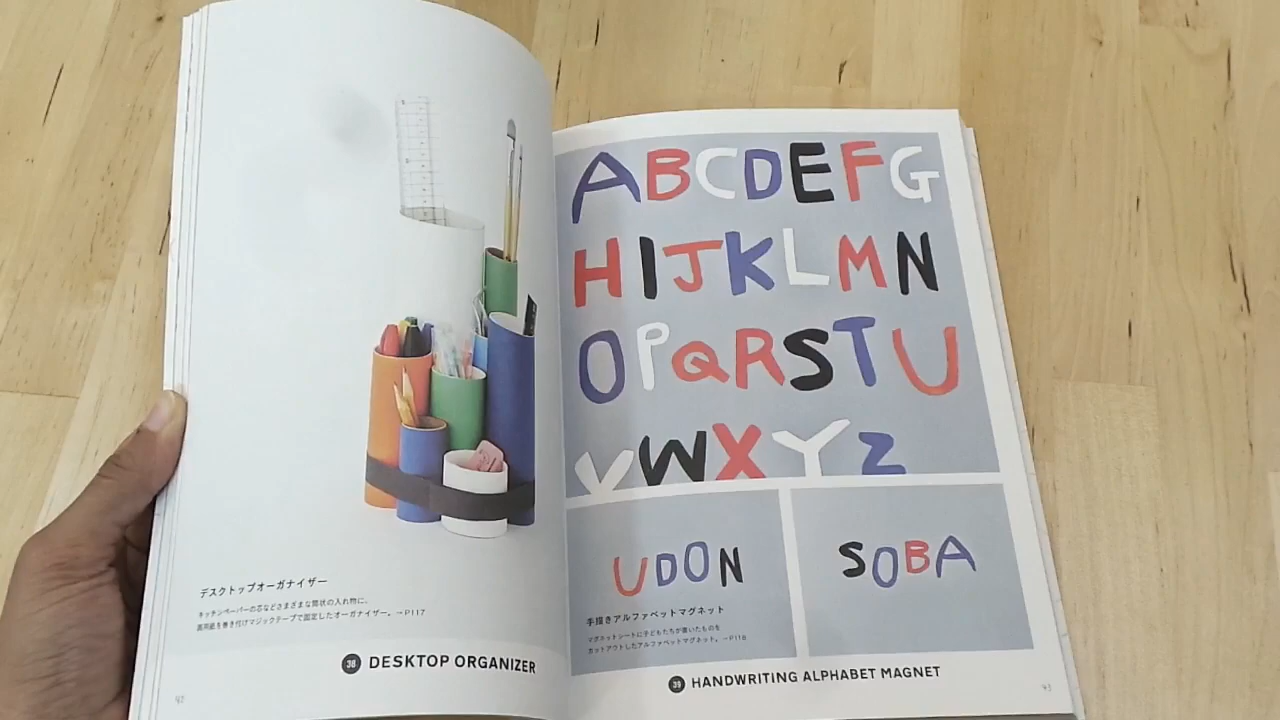 デスクトップオーガナイザー
キッチンペーパーの芯などさまざまな筒状の入れ物に、
画用紙を巻き付けマジックテープで固定したオーガナイザー。→P117
38 DESKTOP ORGANIZER
42
ABCDEFG
HIJKLMN
OPQRSTU
VWXYZ
UDON
SOBA
手描きアルファベットマグネット
マグネットシートに子どもたちが書いたものを
カットアウトしたアルファベットマグネット。→P118
39 HANDWRITING ALPHABET MAGNET
43